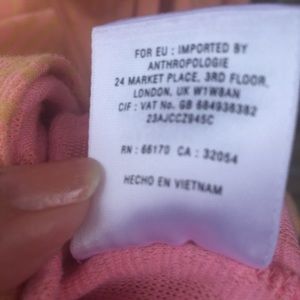 FOR EU : IMPORTED BY
ANTHROPOLOGIE
24 MARKET PLACE, 3RD FLOOR,
LONDON, UK W1W8AN
CIF : VAT No. GB 684936382
23AJCCZ945C
RN : 66170 CA : 32054
HECHO EN VIETNAM